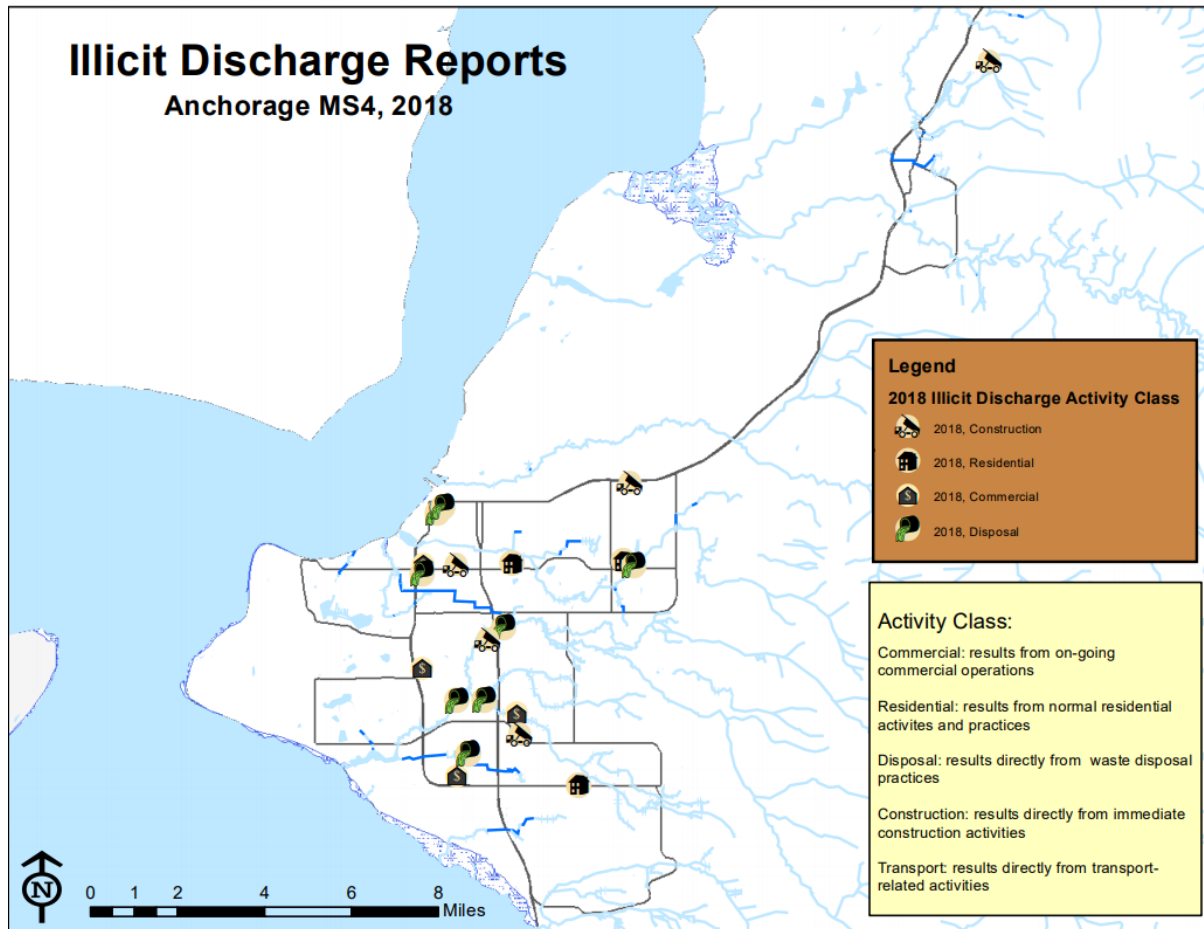 Illicit Discharge Reports
Anchorage MS4, 2018
Legend
2018 Illicit Discharge Activity Class
2018, Construction
2018, Residential
$
2018, Commercial
2018, Disposal
$
$
$
Activity Class:
Commercial: results from on-going
commercial operations
Residential: results from normal residential
activites and practices
Disposal: results directly from waste disposal
practices
Construction: results directly from immediate
construction activities
Transport: results directly from transport-
related activities
N
0 1 2 4 6 8
Miles